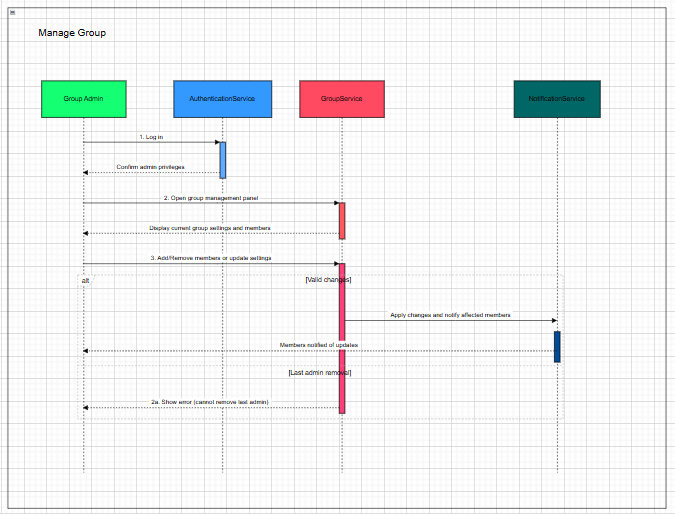 Manage Group
Group Admin
AuthenticationService
GroupService
NotificationService
1. Log in
Confirm admin privileges
2. Open group management panel
Display current group settings and members
3. Add/Remove members or update settings
alt
[Valid changes]
Apply changes and notify affected members
Members notified of updates
[Last admin removal]
2a. Show error (cannot remove last admin)